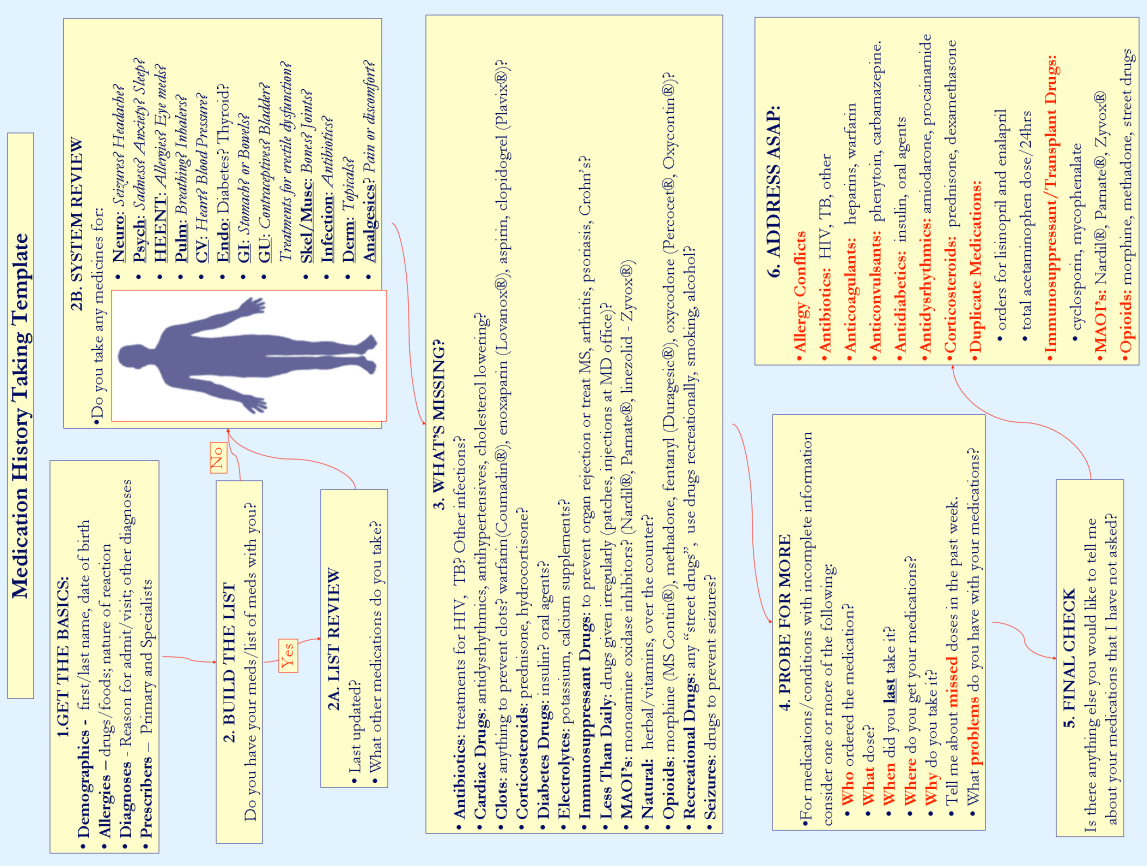 Medication History Taking Template
1.GET THE BASICS:
• Demographics - first/last name, date of birth
• Allergies – drugs/foods; nature of reaction
• Diagnoses - Reason for admit/visit; other diagnoses
• Prescribers – Primary and Specialists
2. BUILD THE LIST
Do you have your meds/list of meds with you?
Yes
No
2A. LIST REVIEW
• Last updated?
• What other medications do you take?
2B. SYSTEM REVIEW
•Do you take any medicines for:
• Neuro: Seizures? Headache?
• Psych: Sadness? Anxiety? Sleep?
• HEENT: Allergies? Eye meds?
• Pulm: Breathing? Inhalers?
• CV: Heart? Blood Pressure?
• Endo: Diabetes? Thyroid?
• GI: Stomach? or Bowels?
• GU: Contraceptives? Bladder?
Treatments for erectile dysfunction?
• Skel/Musc: Bones? Joints?
• Infection: Antibiotics?
• Derm: Topicals?
• Analgesics? Pain or discomfort?
3. WHAT'S MISSING?
• Antibiotics: treatments for HIV, TB? Other infections?
• Cardiac Drugs: antidysrhythmics, antihypertensives, cholesterol lowering?
• Clots: anything to prevent clots? warfarin(Coumadin®), enoxaparin (Lovanox®), aspirin, clopidogrel (Plavix®)?
• Corticosteroids: prednisone, hydrocortisone?
• Diabetes Drugs: insulin? oral agents?
• Electrolytes: potassium, calcium supplements?
• Immunosuppressant Drugs: to prevent organ rejection or treat MS, arthritis, psoriasis, Crohn's?
• Less Than Daily: drugs given irregularly (patches, injections at MD office)?
• MAOI's: monoamine oxidase inhibitors? (Nardil®, Parnate®, linezolid - Zyvox®)
• Natural: herbal/vitamins, over the counter?
• Opioids: morphine (MS Contin®), methadone, fentanyl (Duragesic®), oxycodone (Percocet®, Oxycontin®)?
• Recreational Drugs: any "street drugs", use drugs recreationally, smoking, alcohol?
• Seizures: drugs to prevent seizures?
4. PROBE FOR MORE
•For medications/conditions with incomplete information
consider one or more of the following:
• Who ordered the medication?
• What dose?
• When did you last take it?
• Where do you get your medications?
• Why do you take it?
• Tell me about missed doses in the past week.
• What problems do you have with your medications?
5. FINAL CHECK
Is there anything else you would like to tell me
about your medications that I have not asked?
6. ADDRESS ASAP:
• Allergy Conflicts
• Antibiotics: HIV, TB, other
• Anticoagulants: heparins, warfarin
• Anticonvulsants: phenytoin, carbamazepine.
• Antidiabetics: insulin, oral agents
• Antidysrhythmics: amiodarone, procainamide
• Corticosteroids: prednisone, dexamethasone
• Duplicate Medications:
• orders for lisinopril and enalapril
• total acetaminophen dose/24hrs
• Immunosuppressant/Transplant Drugs:
• cyclosporin, mycophenalate
• MAOI's: Nardil®, Parnate®, Zyvox®
• Opioids: morphine, methadone, street drugs